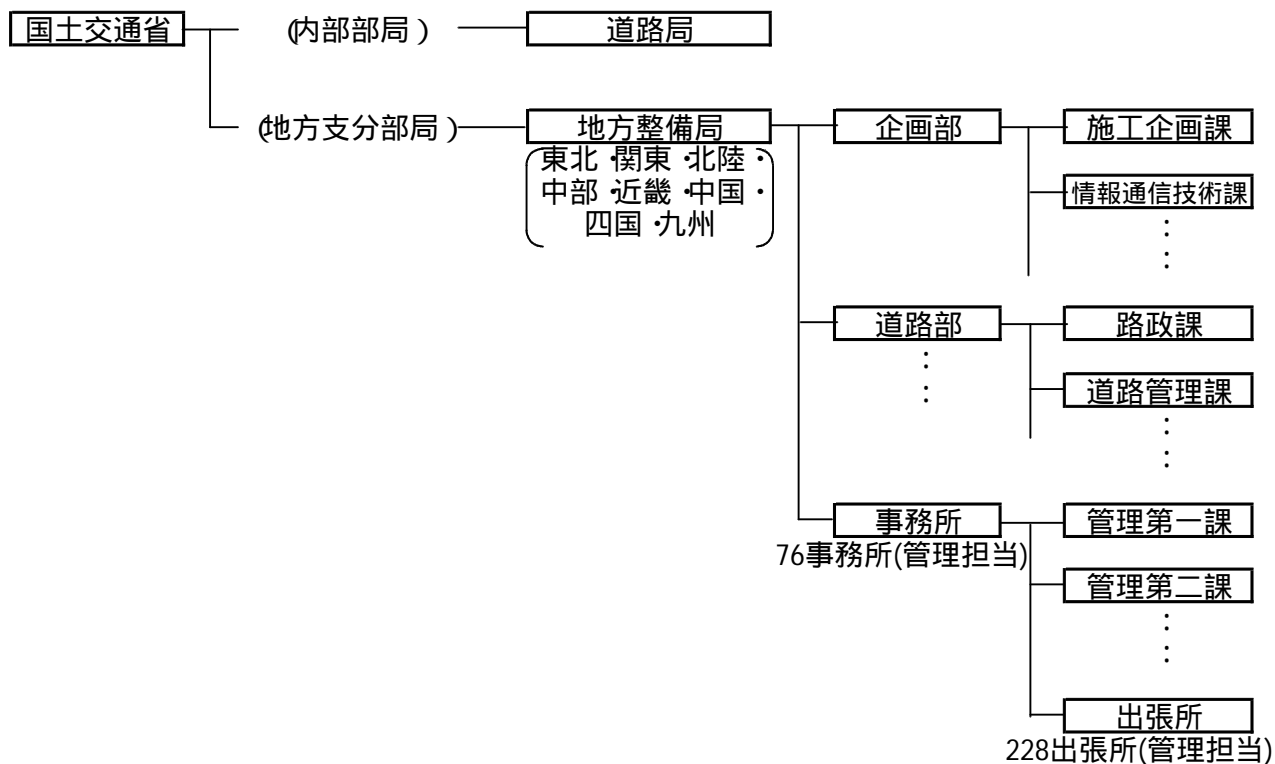 国土交通省 (内部部局) 道路局
(地方支分部局) 地方整備局 企画部 施工企画課
東北・関東・北陸・
中部・近畿・中国・
四国・九州
情報通信技術課
：
：
道路部 路政課
：
：
道路管理課
：
：
事務所 管理第一課
76事務所(管理担当)
管理第二課
：
：
出張所
228出張所(管理担当)